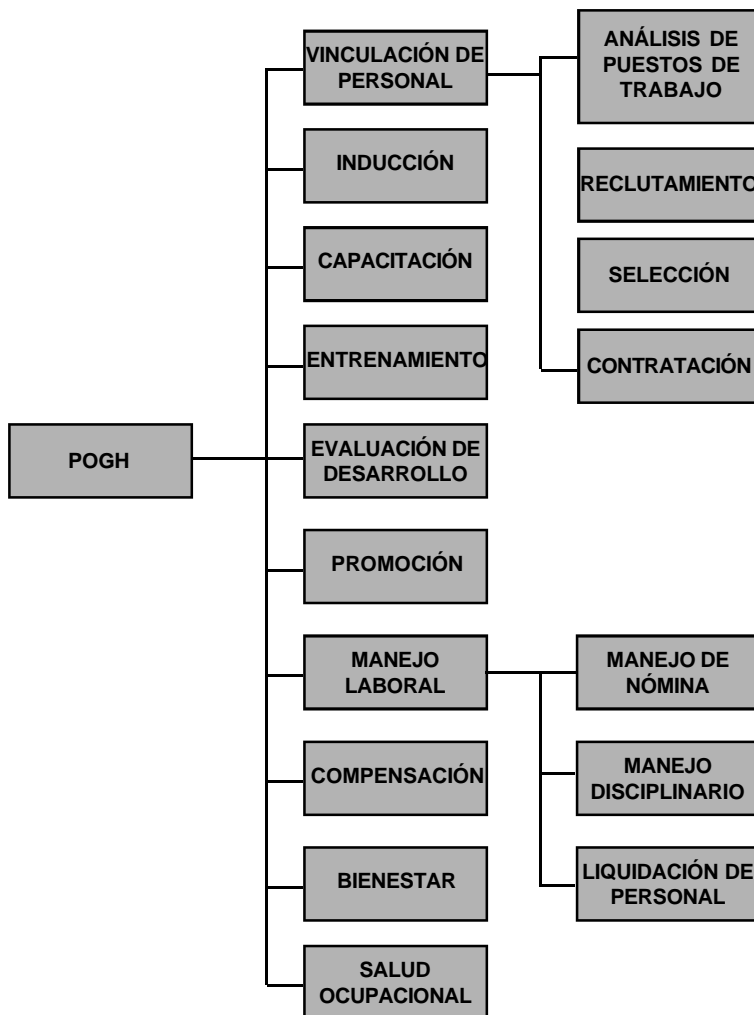 POGH
VINCULACIÓN DE
PERSONAL
INDUCCIÓN
CAPACITACIÓN
ENTRENAMIENTO
EVALUACIÓN DE
DESARROLLO
PROMOCIÓN
MANEJO
LABORAL
COMPENSACIÓN
BIENESTAR
SALUD
OCUPACIONAL
ANÁLISIS DE
PUESTOS DE
TRABAJO
RECLUTAMIENTO
SELECCIÓN
CONTRATACIÓN
MANEJO DE
NÓMINA
MANEJO
DISCIPLINARIO
LIQUIDACIÓN DE
PERSONAL